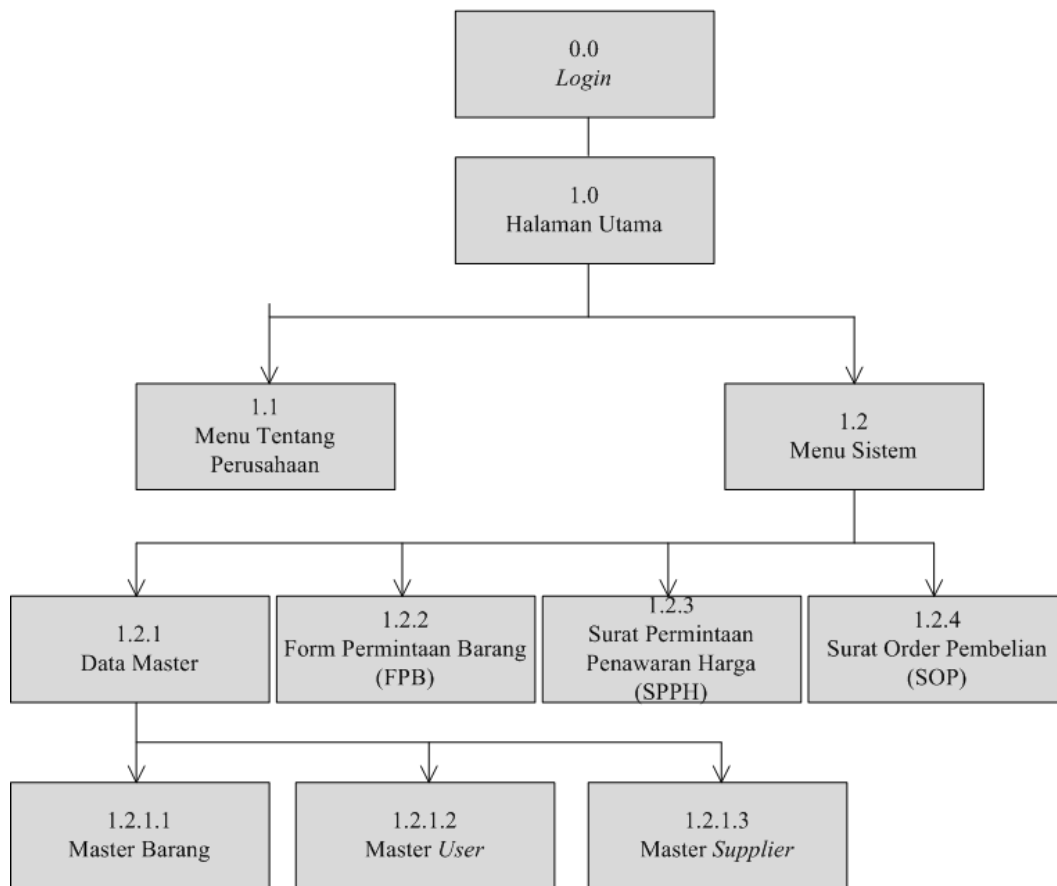 0.0
Login
1.0
Halaman Utama
1.1
Menu Tentang
Perusahaan
1.2
Menu Sistem
1.2.1
Data Master
1.2.2
Form Permintaan Barang
(FPB)
1.2.3
Surat Permintaan
Penawaran Harga
(SPPH)
1.2.4
Surat Order Pembelian
(SOP)
1.2.1.1
Master Barang
1.2.1.2
Master User
1.2.1.3
Master Supplier